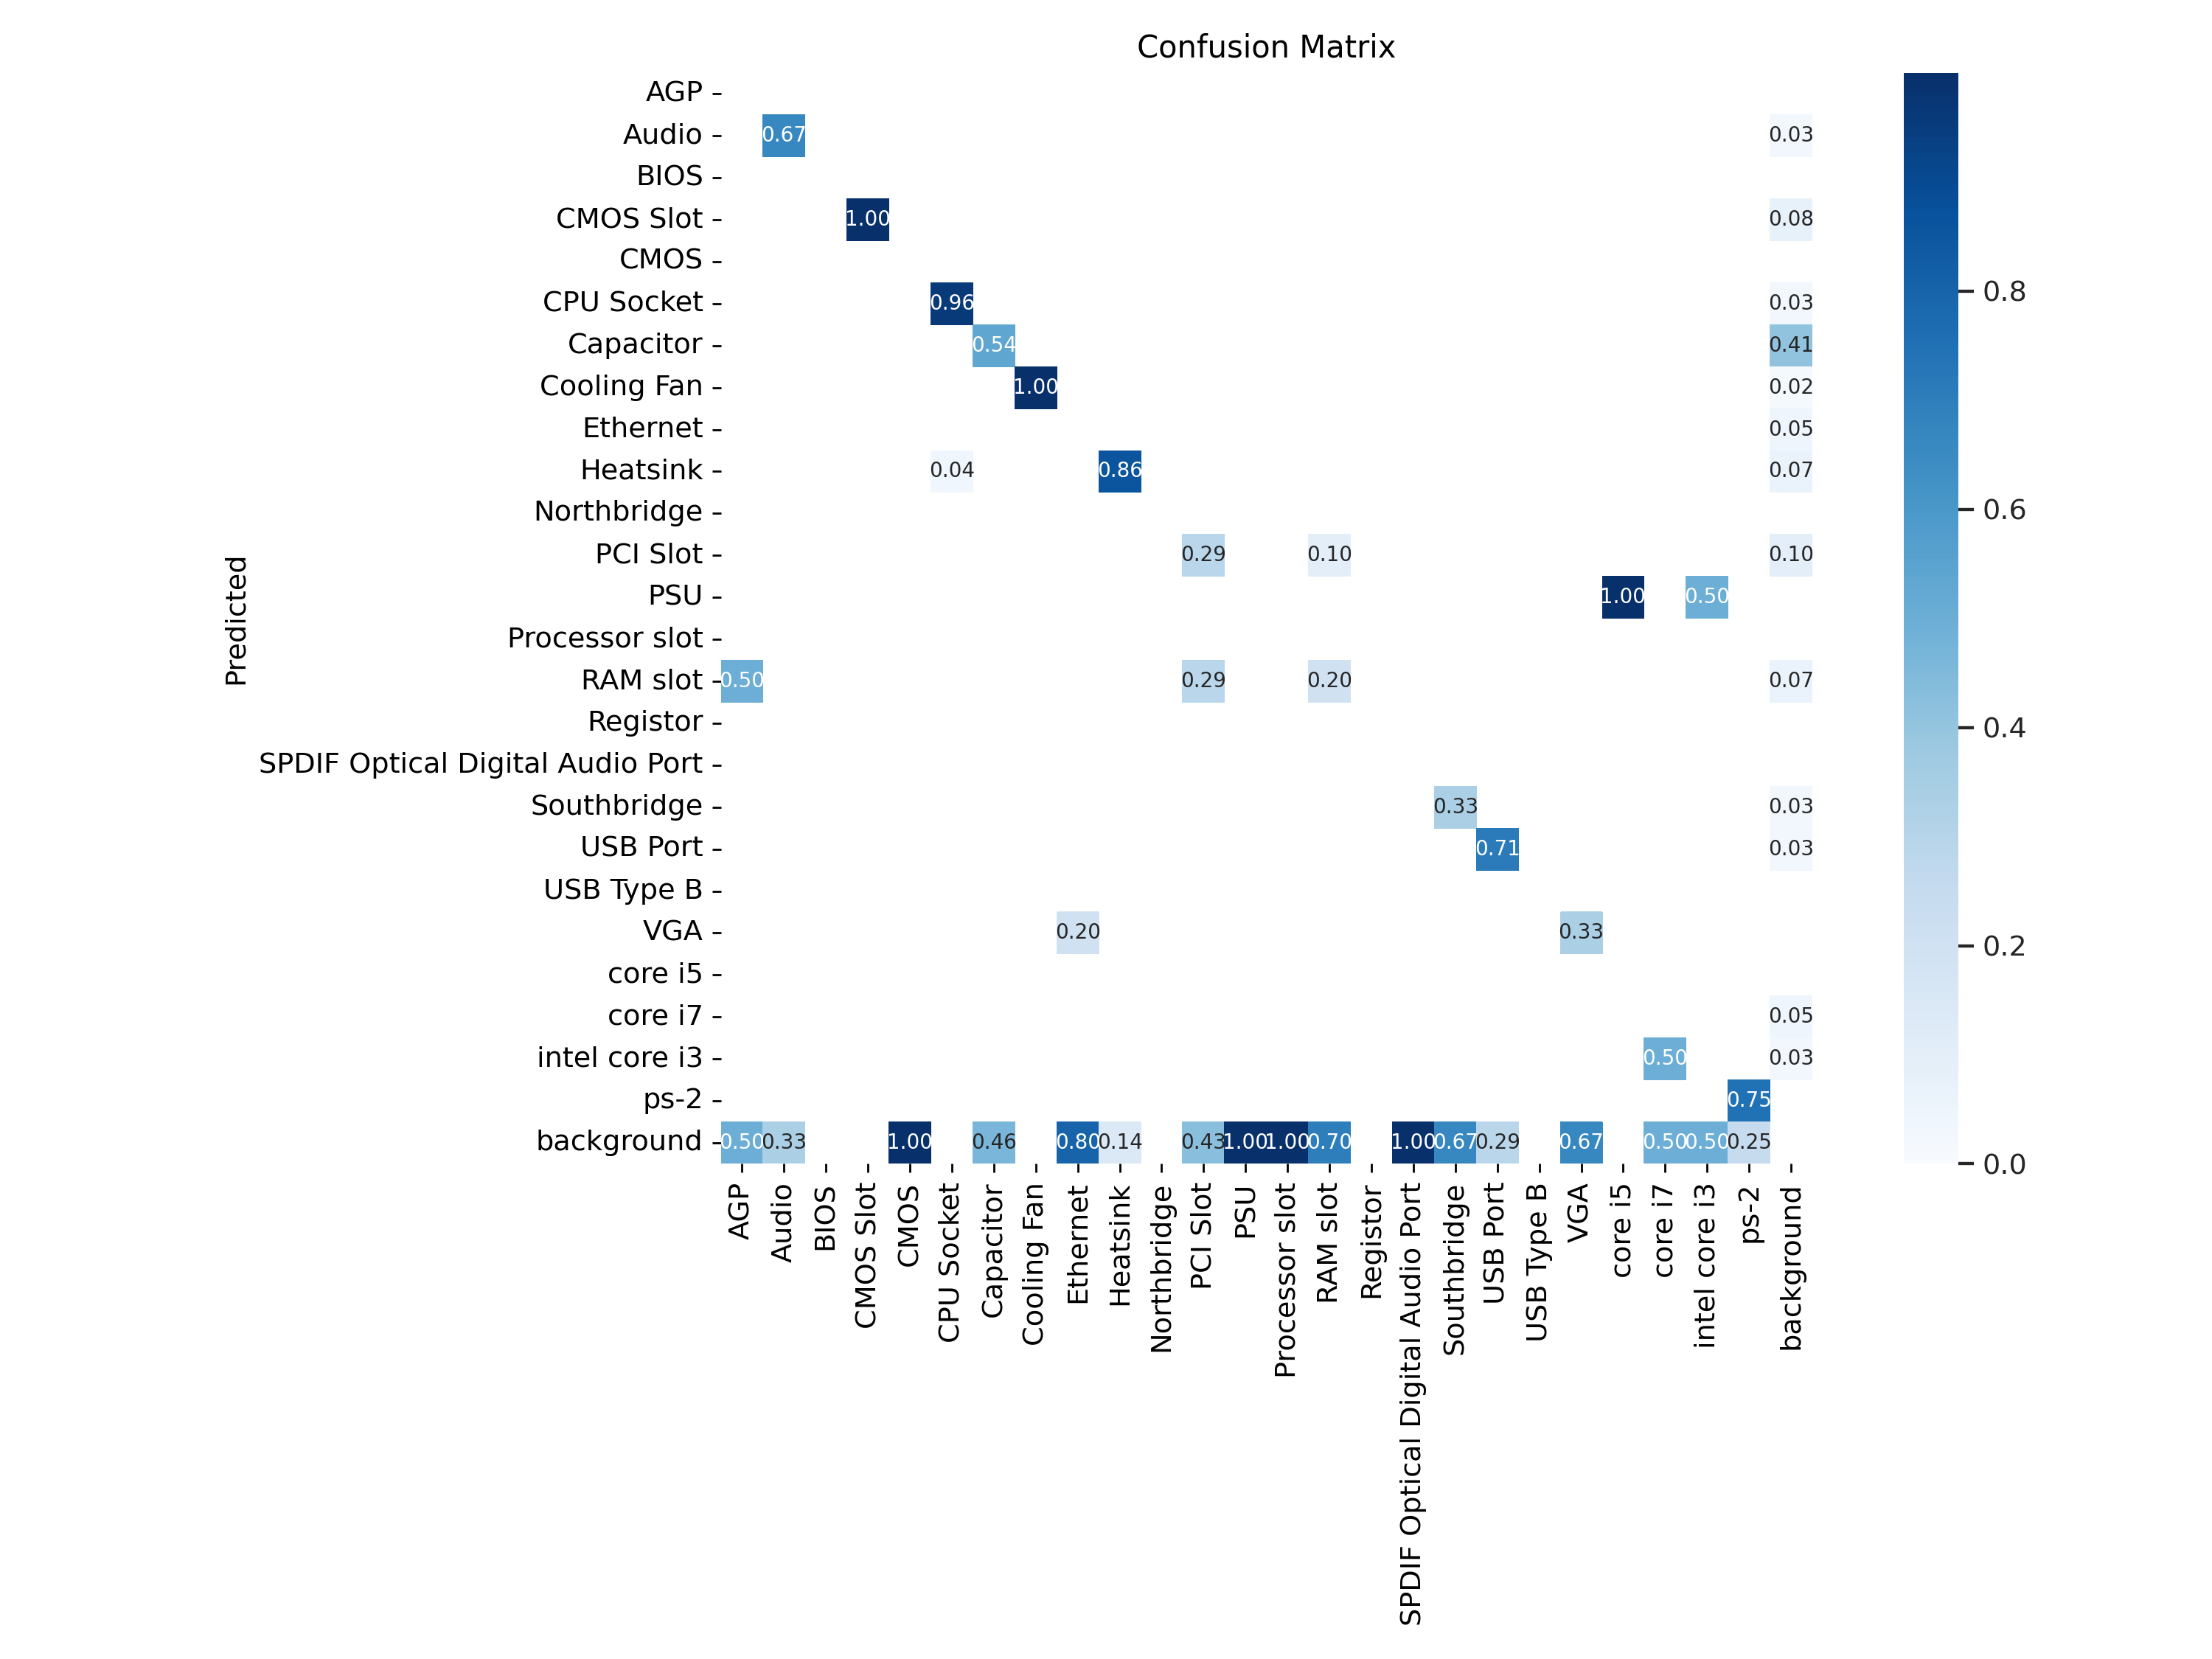 Confusion Matrix
Predicted
AGP
Audio 0.67 0.03
BIOS
CMOS Slot 1.00 0.08
CMOS
CPU Socket 0.96 0.03
Capacitor 0.54 0.41
Cooling Fan 1.00 0.02
Ethernet 0.05
Heatsink 0.04 0.86 0.07
Northbridge
PCI Slot 0.29 0.10 0.10
PSU 1.00 0.50
Processor slot
RAM slot 0.50 0.29 0.20 0.07
Registor
SPDIF Optical Digital Audio Port
Southbridge 0.33 0.03
USB Port 0.71 0.03
USB Type B
VGA 0.20 0.33
core i5
core i7 0.05
intel core i3 0.50 0.03
ps-2 0.75
background 0.50 0.33 1.00 0.46 0.80 0.14 0.43 1.00 1.00 0.70 1.00 0.67 0.29 0.67 0.50 0.50 0.25
AGP
Audio
BIOS
CMOS Slot
CMOS
CPU Socket
Capacitor
Cooling Fan
Ethernet
Heatsink
Northbridge
PCI Slot
PSU
Processor slot
RAM slot
Registor
SPDIF Optical Digital Audio Port
Southbridge
USB Port
USB Type B
VGA
core i5
core i7
intel core i3
ps-2
background
0.8
0.6
0.4
0.2
0.0